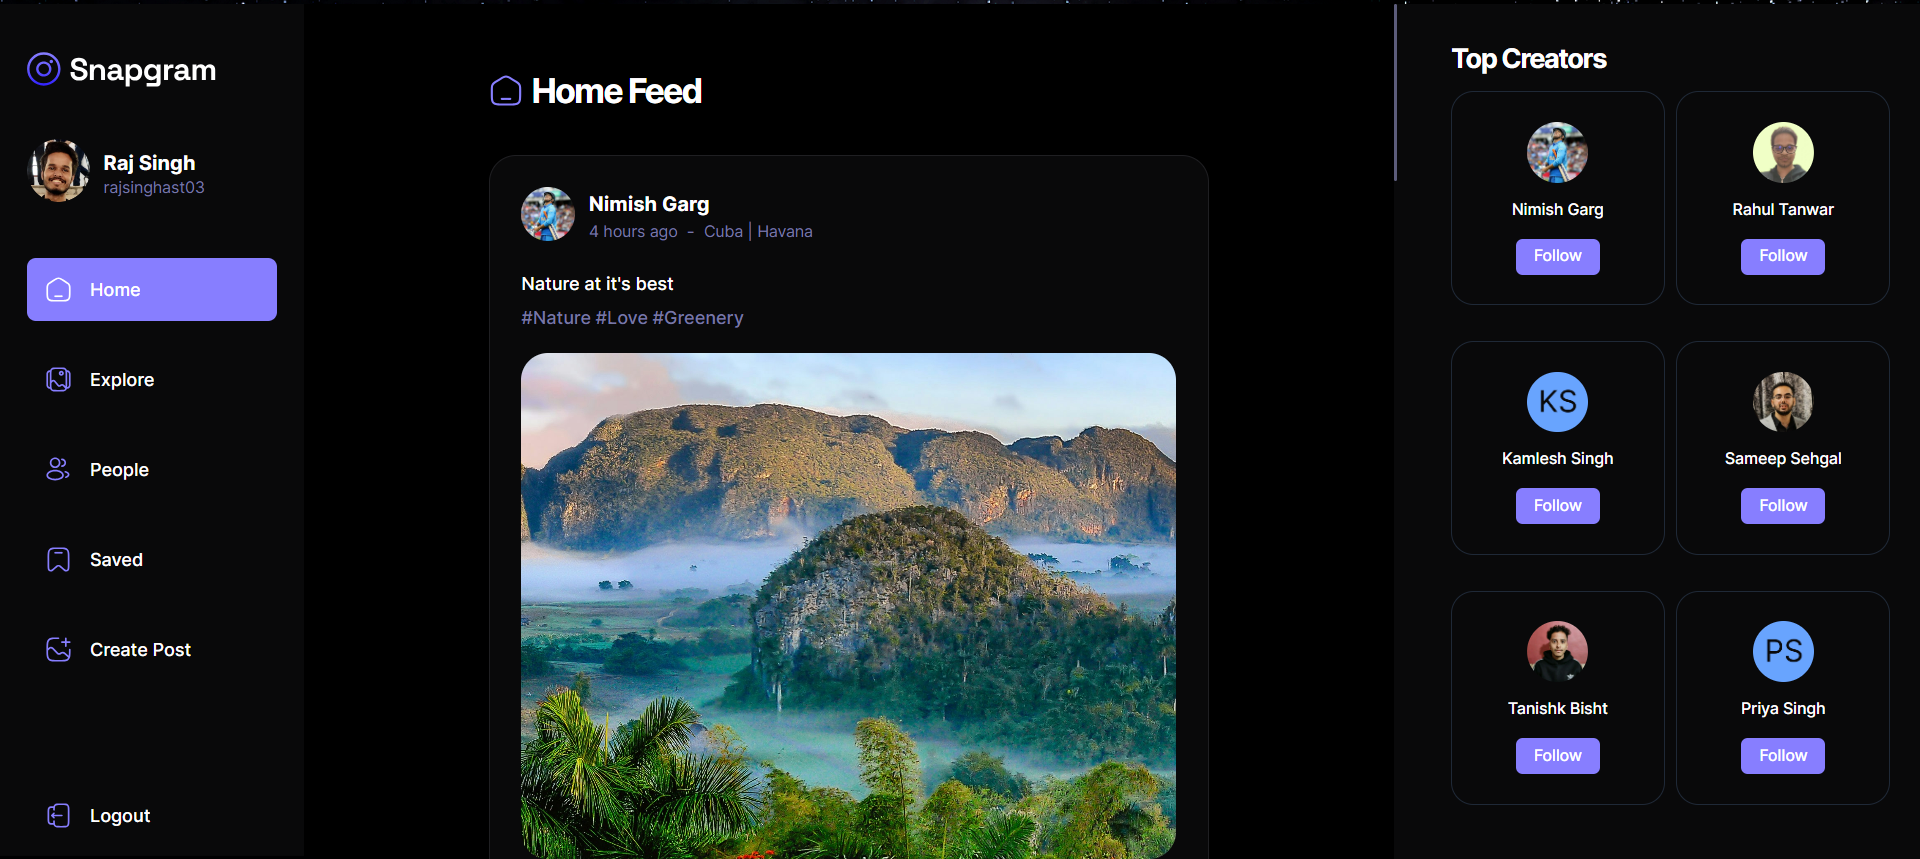 Snapgram
Raj Singh
rajsinghast03
Home
Explore
People
Saved
Create Post
Logout
Home Feed
Nimish Garg
4 hours ago - Cuba | Havana
Nature at it's best
#Nature #Love #Greenery
Top Creators
Nimish Garg
Follow
Rahul Tanwar
Follow
KS
Kamlesh Singh
Follow
Sameep Sehgal
Follow
Tanishk Bisht
Follow
PS
Priya Singh
Follow